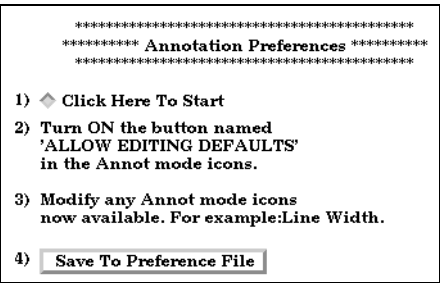 ********************************************
********** Annotation Preferences **********
********************************************
1) Click Here To Start
2) Turn ON the button named
'ALLOW EDITING DEFAULTS'
in the Annot mode icons.
3) Modify any Annot mode icons
now available. For example:Line Width.
4) Save To Preference File